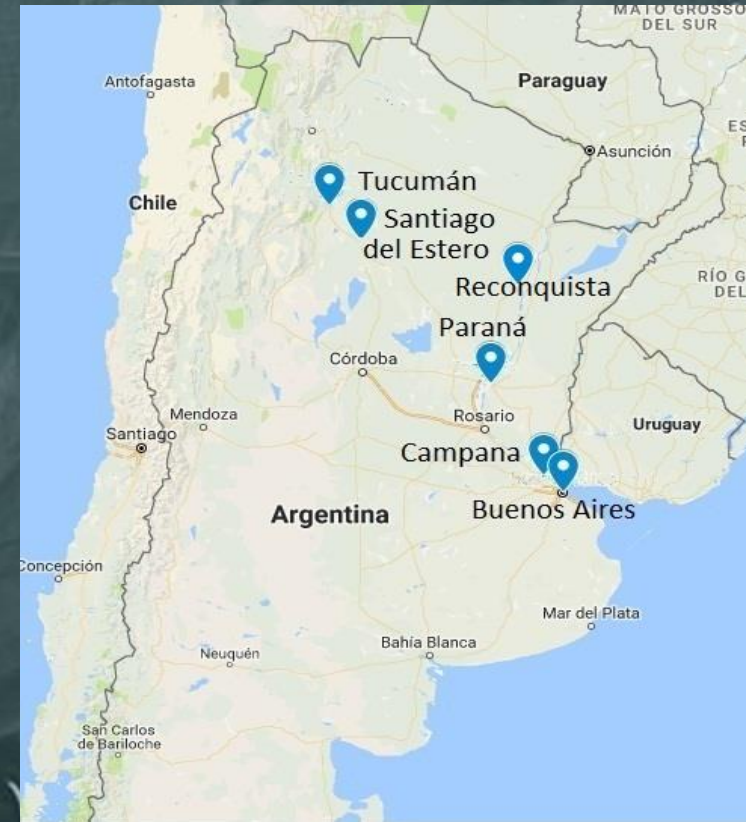 MATO GROSSO
DEL SUR
Antofagasta
Paraguay
Asunción
Chile
Tucumán
Santiago
del Estero
Reconquista
RÍO G
DEL
Paraná
Córdoba
Mendoza
Rosario
Uruguay
Santiago
Campana
Buenos Aires
Argentina
Concepción
Mar del Plata
Bahía Blanca
Neuquén
San Carlos
de Bariloche